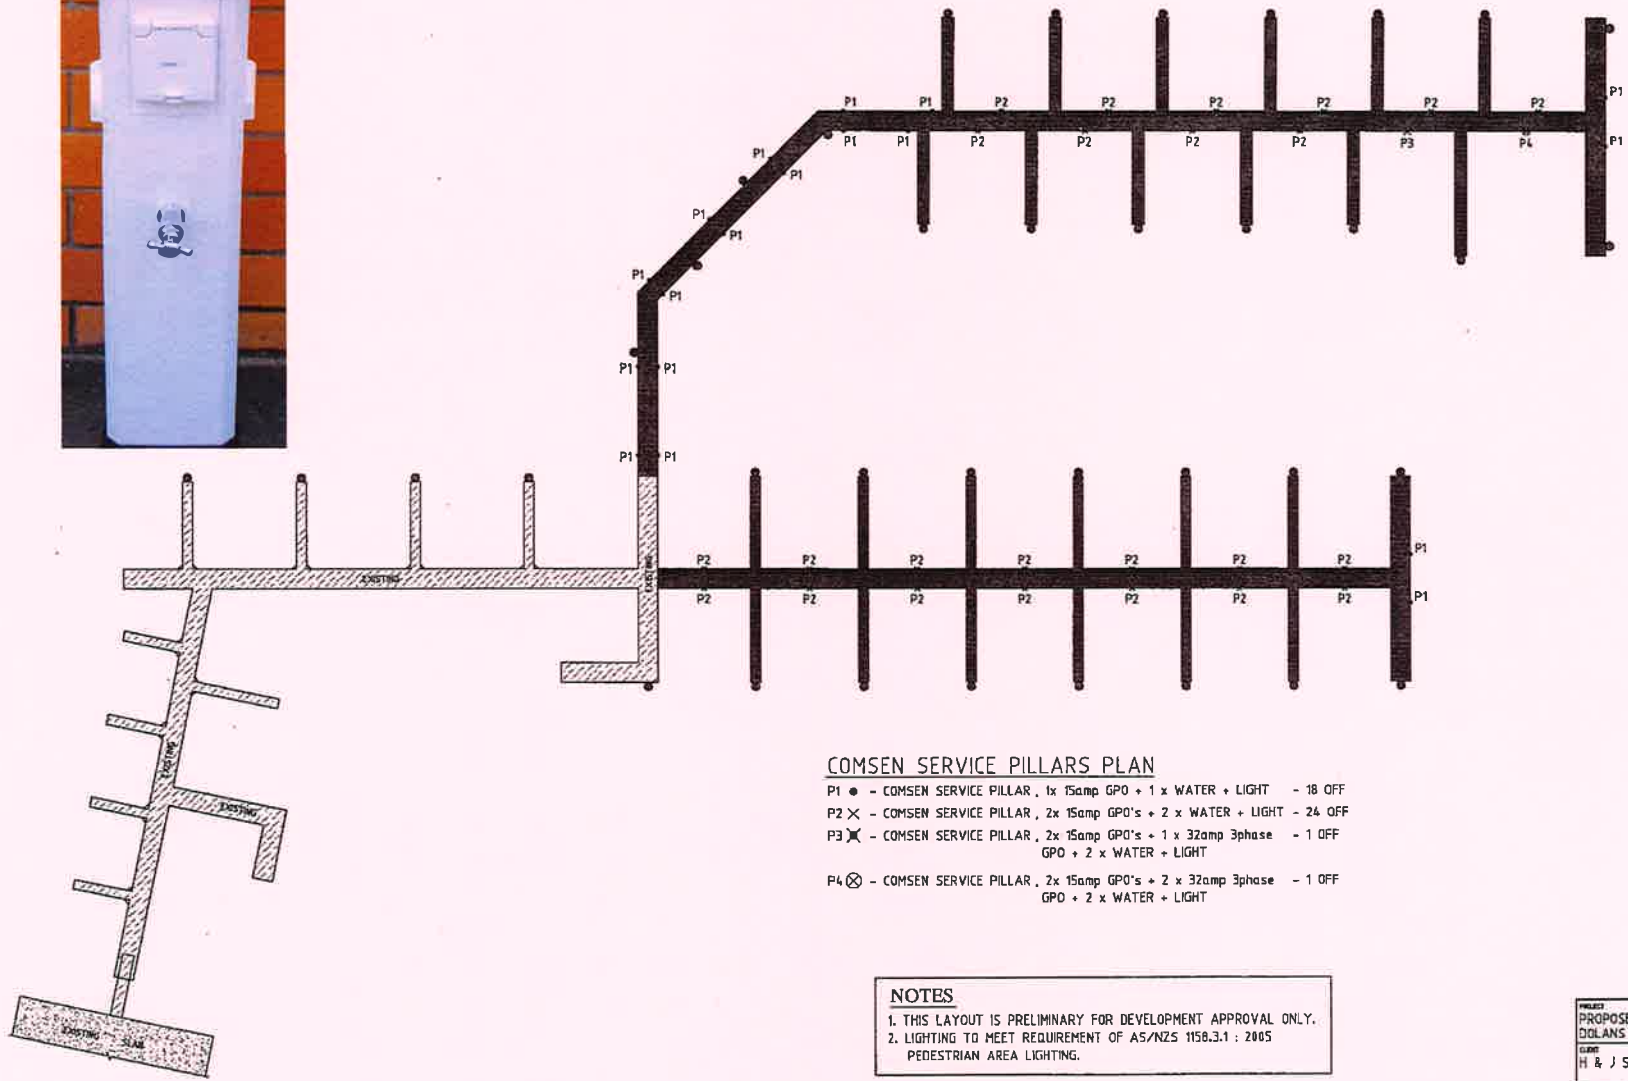 P1 P1 P2 P2 P2 P2 P2 P2 P1
P1 P1 P2 P2 P2 P2 P3 P4 P1
P1
P1
P1
P1
P1
P1
P1 P1
P1 P1
P2 P2 P2 P2 P2 P2 P2 P1
EXISTING
EXISTING
P2 P2 P2 P2 P2 P2 P2 P1
EXISTING
EXISTING
EXISTING SLAB
COMSEN SERVICE PILLARS PLAN
P1 ● - COMSEN SERVICE PILLAR, 1x 15amp GPO + 1 x WATER + LIGHT - 18 OFF
P2 X - COMSEN SERVICE PILLAR, 2x 15amp GPO's + 2 x WATER + LIGHT - 24 OFF
P3 - COMSEN SERVICE PILLAR, 2x 15amp GPO's + 1 x 32amp 3phase - 1 OFF
GPO + 2 x WATER + LIGHT
P4 ⊗ - COMSEN SERVICE PILLAR, 2x 15amp GPO's + 2 x 32amp 3phase - 1 OFF
GPO + 2 x WATER + LIGHT
NOTES
1. THIS LAYOUT IS PRELIMINARY FOR DEVELOPMENT APPROVAL ONLY.
2. LIGHTING TO MEET REQUIREMENT OF AS/NZS 1158.3.1 : 2005
PEDESTRIAN AREA LIGHTING.
PROJECT
PROPOSE
DOLANS
CLIENT
H & J S